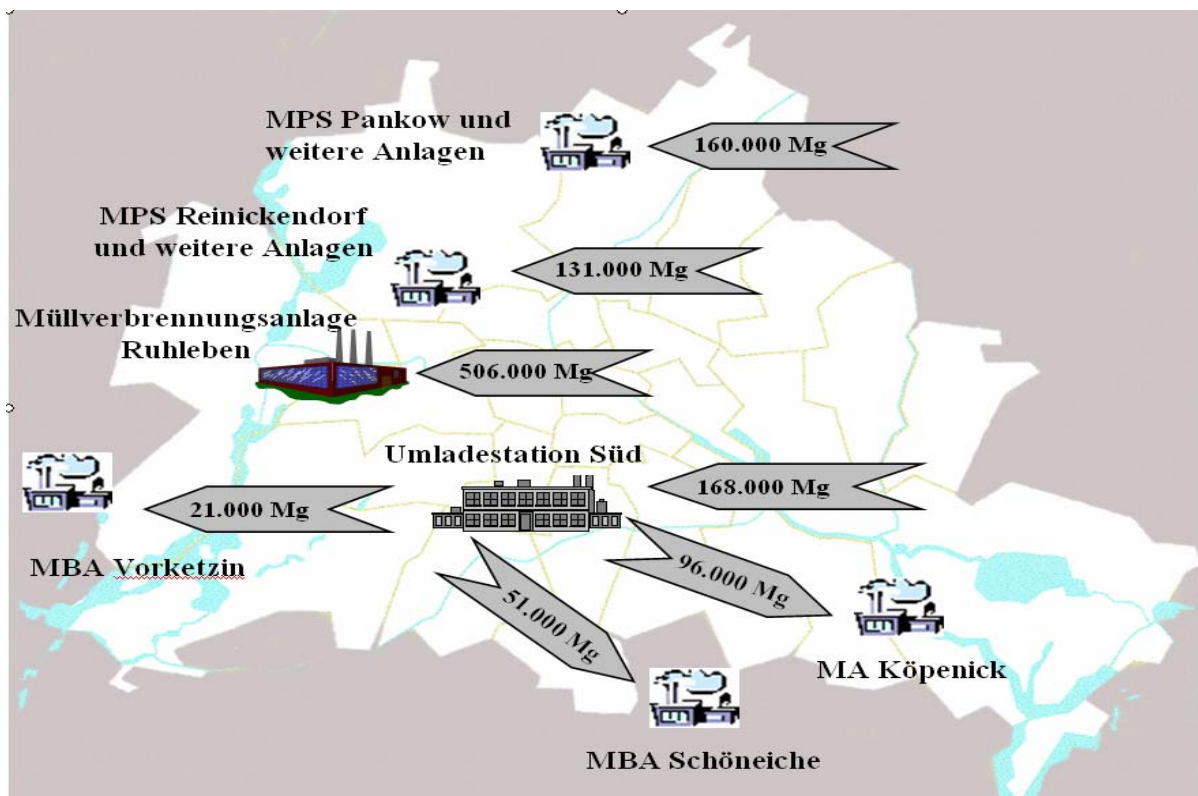 MPS Pankow und
weitere Anlagen
160.000 Mg
MPS Reinickendorf
und weitere Anlagen
131.000 Mg
Müllverbrennungsanlage
Ruhleben
506.000 Mg
Umladestation Süd
168.000 Mg
21.000 Mg
MBA Vorketzin
96.000 Mg
51.000 Mg
MA Köpenick
MBA Schöneiche